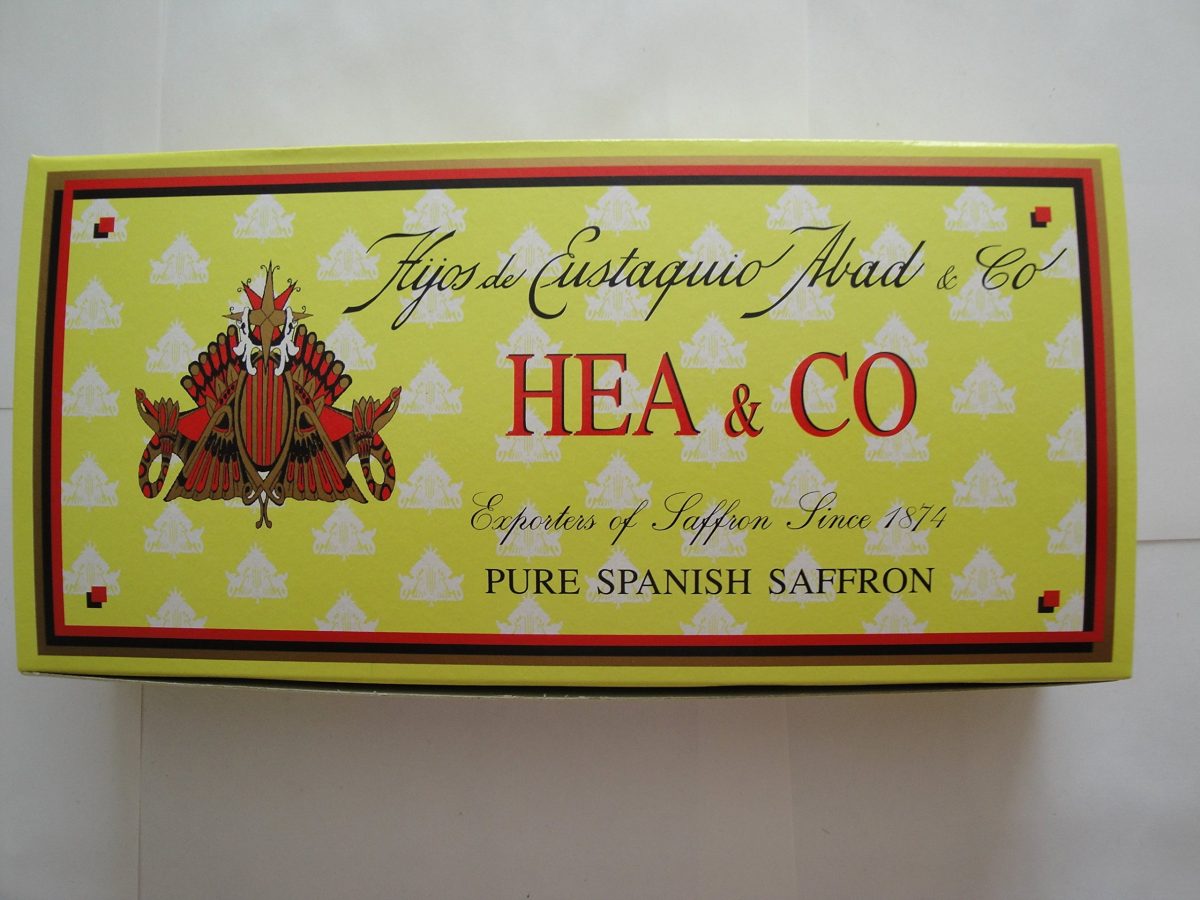 Hijos de Eustaquio Abad & Co
HEA & CO
Exporters of Saffron Since 1874
PURE SPANISH SAFFRON